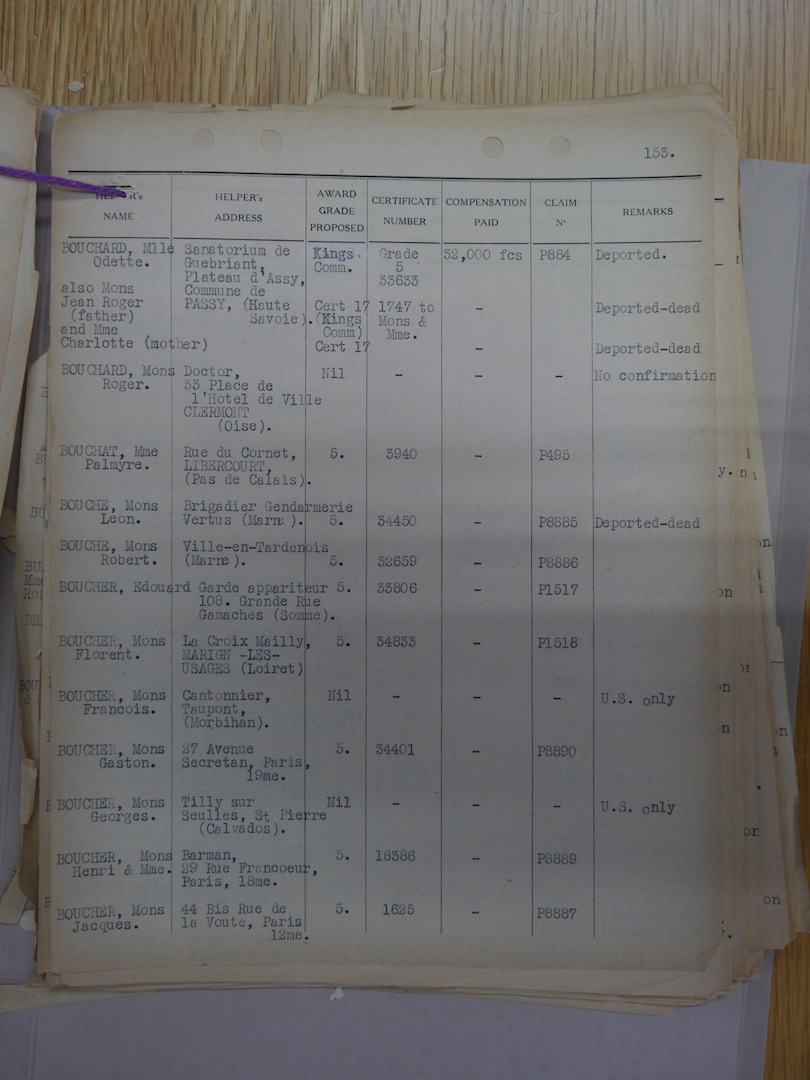 153.
HELPER's NAME HELPER's ADDRESS AWARD GRADE PROPOSED CERTIFICATE NUMBER COMPENSATION PAID CLAIM No REMARKS
BOUCHARD, Mlle Sanatorium de Kings. Grade 32,000 fcs P884 Deported.
Odette. Guebriant, Comm. 5
Plateau d'Assy, 33633
also Mons Commune de
Jean Roger PASSY, (Haute Cert 17 1747 to - Deported-dead
(father) Savoie). (Kings Mons &
and Mme Comm) Mme.
Charlotte (mother) Cert 17 - Deported-dead
BOUCHARD, Mons Doctor, Nil - - - No confirmation
Roger. 33 Place de
l'Hotel de Ville
CLERMONT
(Oise).
BOUCHAT, Mme Rue du Cornet, 5. 3940 - P495
Palmyre. LIBERCOURT,
(Pas de Calais).
BOUCHE, Mons Brigadier Gendarmerie
Leon. Vertus (Marne). 5. 34450 - P8885 Deported-dead
BOUCHE, Mons Ville-en-Tardenois
Robert. (Marne). 5. 32659 - P8886
BOUCHER, Edouard Garde appariteur 5. 33806 - P1517
108. Grande Rue
Gamaches (Somme).
BOUCHER, Mons La Croix Mailly, 5. 34833 - P1518
Florent. MARIGN -LES-
USAGES (Loiret)
BOUCHER, Mons Cantonnier, Nil - - - U.S. only
Francois. Taupont,
(Morbihan).
BOUCHER, Mons 27 Avenue 5. 34401 - P8890
Gaston. Secretan, Paris,
19me.
BOUCHER, Mons Tilly sur Nil - - - U.S. only
Georges. Seulles, St Pierre
(Calvados).
BOUCHER, Mons Barman, 5. 18386 - P8889
Henri & Mme. 29 Rue Francoeur,
Paris, 18me.
BOUCHER, Mons 44 Bis Rue de 5. 1625 - P8887
Jacques. la Voute, Paris
12me.